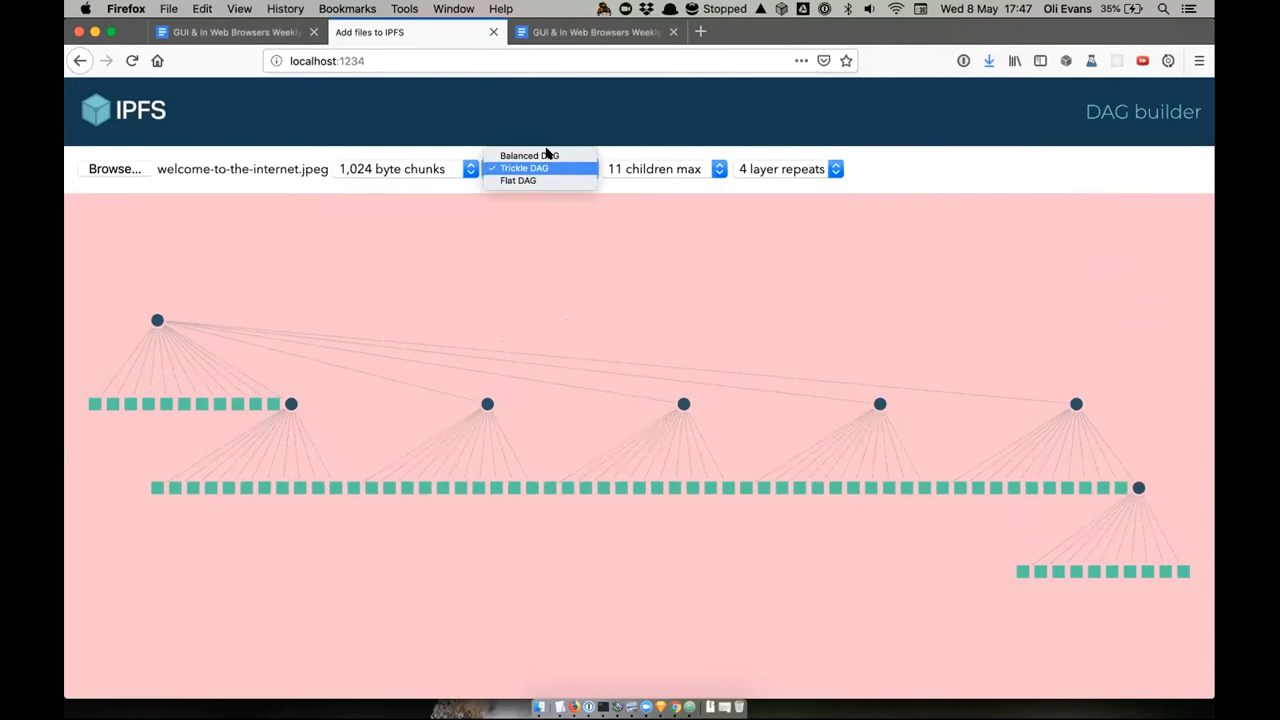 Firefox File Edit View History Bookmarks Tools Window Help Stopped Wed 8 May 17:47 Oli Evans 35%
GUI & In Web Browsers Weekly Add files to IPFS GUI & In Web Browsers Weekly
localhost:1234
IPFS DAG builder
Browse... welcome-to-the-internet.jpeg 1,024 byte chunks 11 children max 4 layer repeats
Balanced DAG
✓ Trickle DAG
Flat DAG